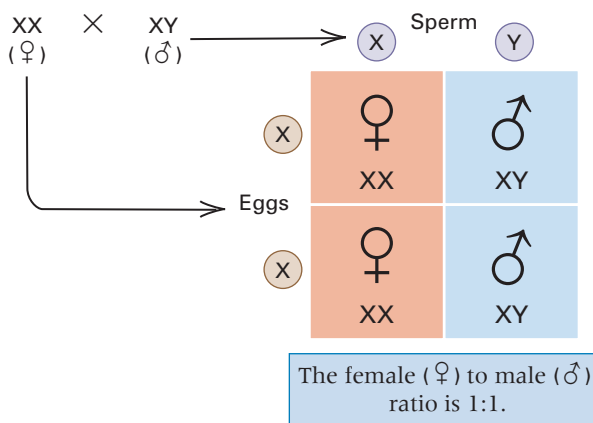 XX × XY
(♀) (♂)
Sperm
X Y
X
XX XY
Eggs
X
XX XY
The female (♀) to male (♂)
ratio is 1:1.